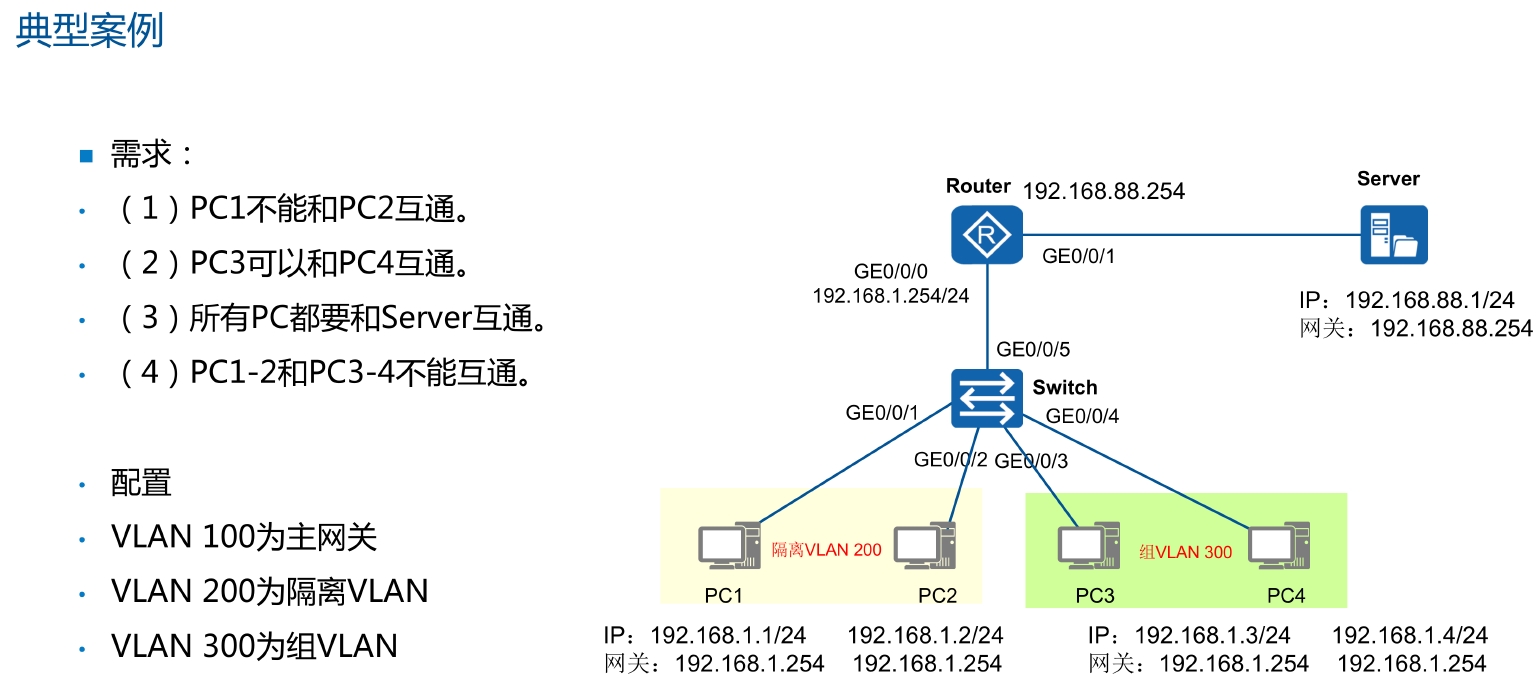 典型案例
需求：
（1）PC1不能和PC2互通。
（2）PC3可以和PC4互通。
（3）所有PC都要和Server互通。
（4）PC1-2和PC3-4不能互通。
配置
VLAN 100为主网关
VLAN 200为隔离VLAN
VLAN 300为组VLAN
Router 192.168.88.254
Server
R
GE0/0/1
GE0/0/0
192.168.1.254/24
IP：192.168.88.1/24
网关：192.168.88.254
GE0/0/5
Switch
GE0/0/1
GE0/0/4
GE0/0/2 GE0/0/3
隔离VLAN 200
组VLAN 300
PC1 PC2 PC3 PC4
IP：192.168.1.1/24 192.168.1.2/24 IP：192.168.1.3/24 192.168.1.4/24
网关：192.168.1.254 192.168.1.254 网关：192.168.1.254 192.168.1.254